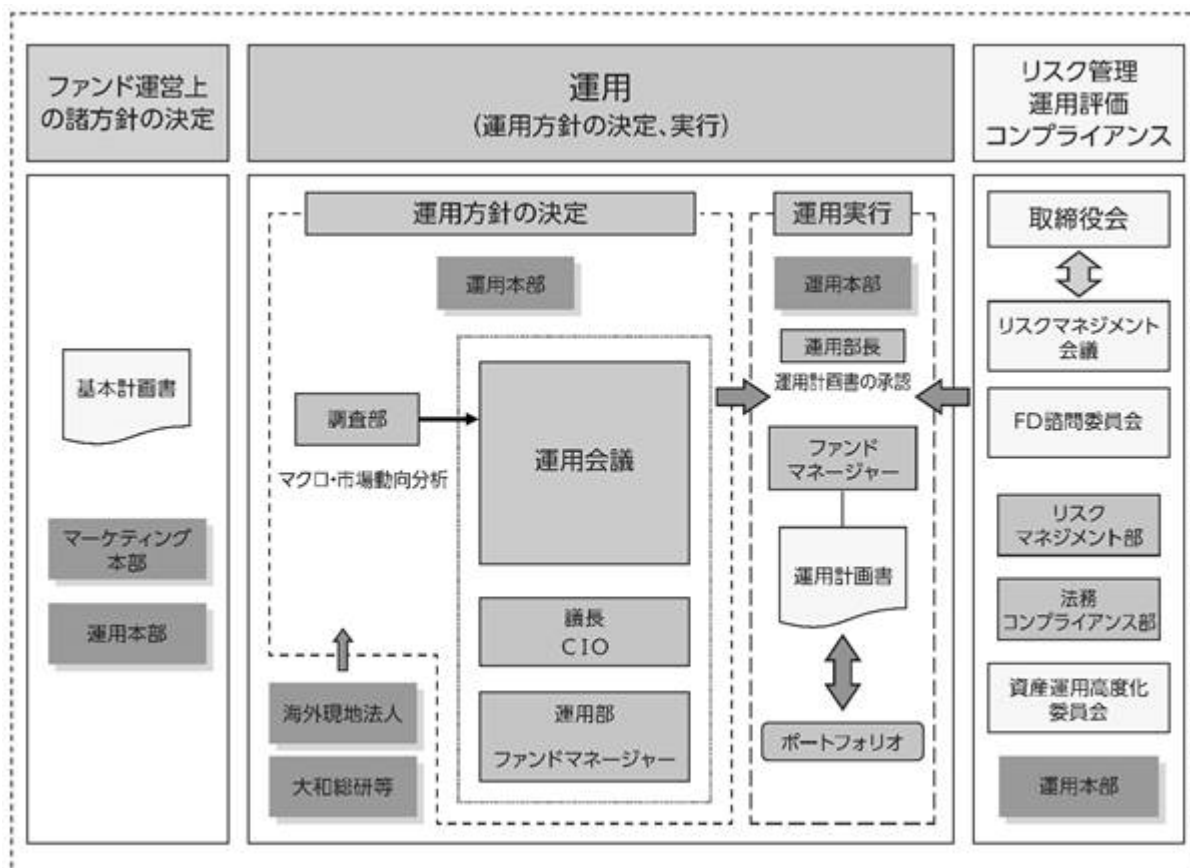 ファンド運営上
の諸方針の決定
運用
(運用方針の決定、実行)
リスク管理
運用評価
コンプライアンス
基本計画書
マーケティング
本部
運用本部
運用方針の決定
運用本部
調査部
マクロ・市場動向分析
運用会議
議長
CIO
運用部
ファンドマネージャー
海外現地法人
大和総研等
運用実行
運用本部
運用部長
運用計画書の承認
ファンド
マネージャー
運用計画書
ポートフォリオ
取締役会
リスクマネジメント
会議
FD諮問委員会
リスク
マネジメント部
法務
コンプライアンス部
資産運用高度化
委員会
運用本部